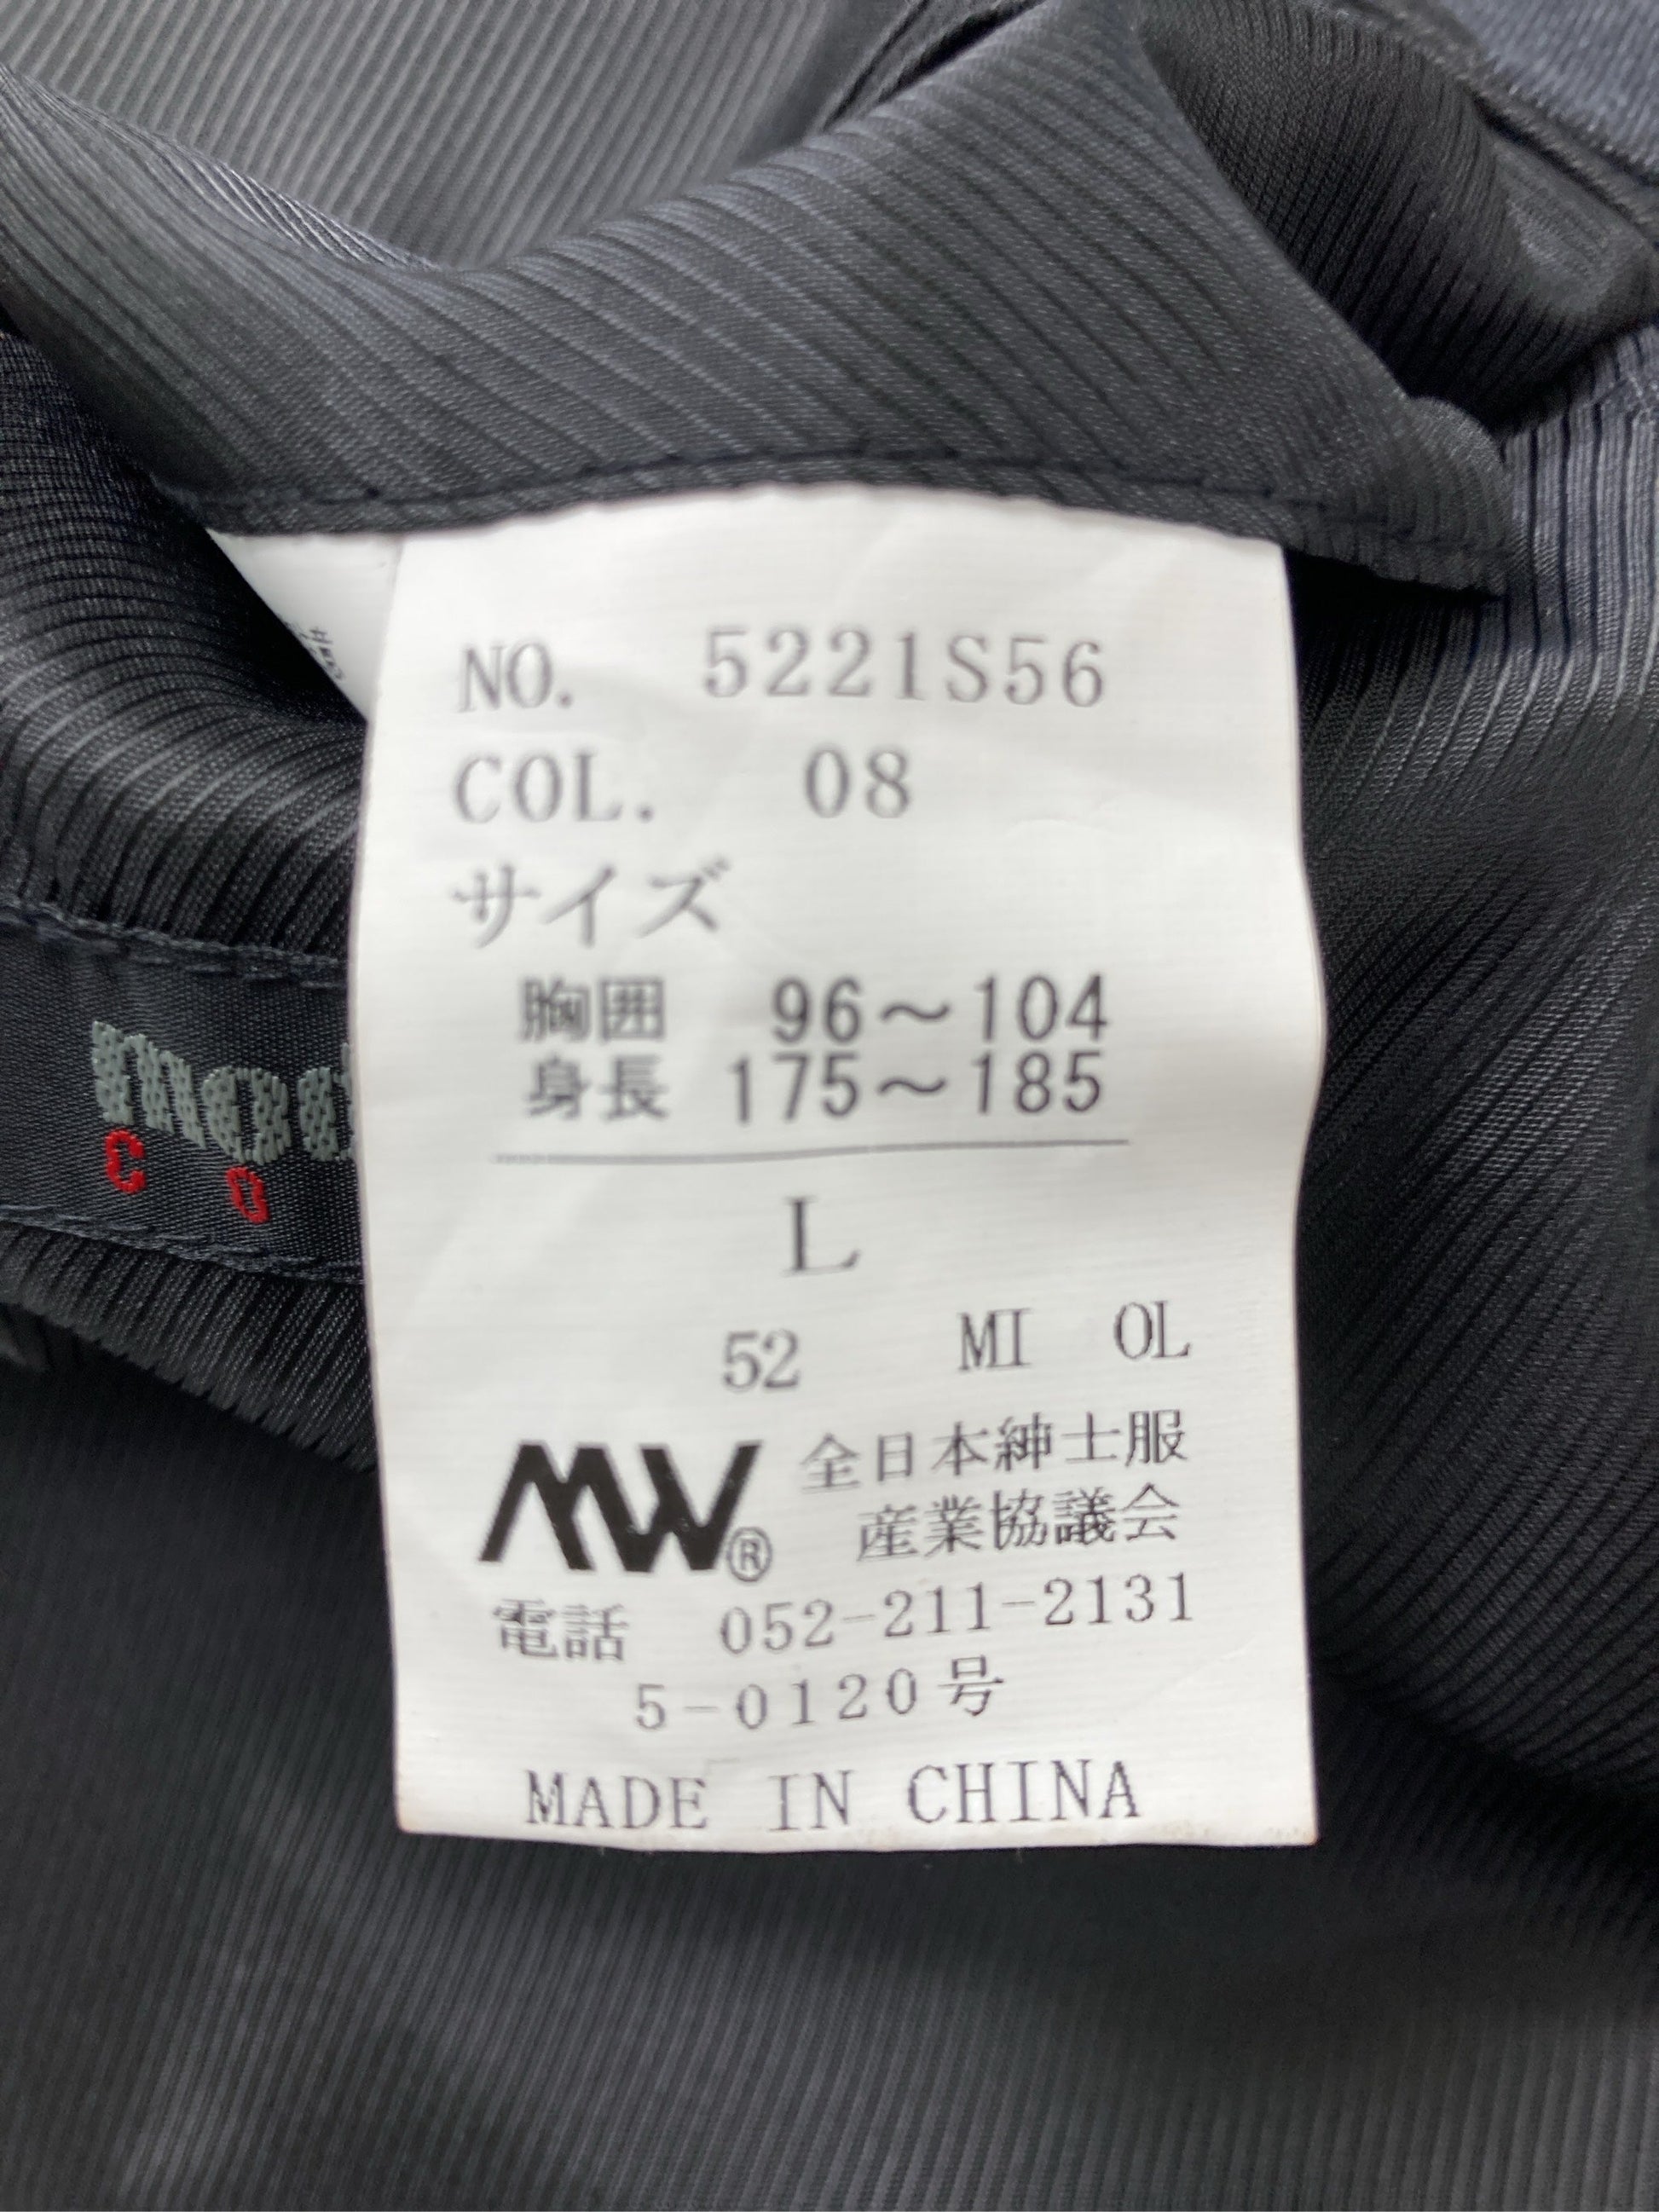 NO. 5221S56
COL. 08
サイズ
胸囲 96～104
身長 175～185
L
52 MI OL
MW® 全日本紳士服
産業協議会
電話 052-211-2131
5-0120号
MADE IN CHINA